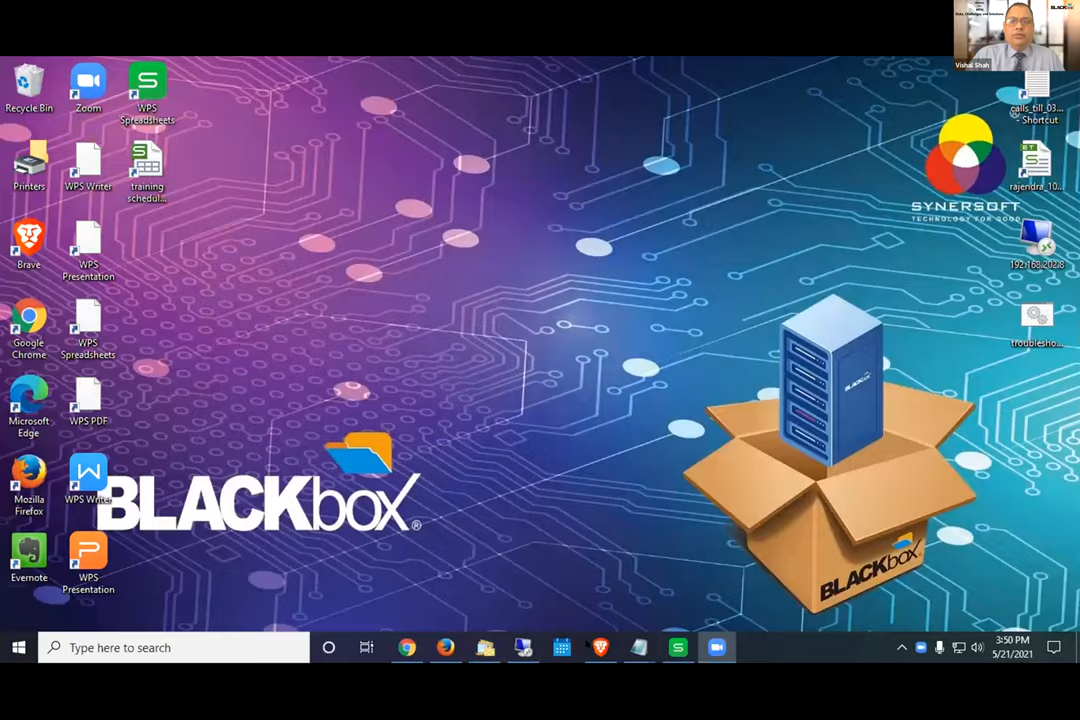 BLACKbox
Vishal Shah
Recycle Bin
Zoom
WPS
Spreadsheets
Printers
WPS Writer
training
schedul...
Brave
WPS
Presentation
Google
Chrome
WPS
Spreadsheets
Microsoft
Edge
WPS PDF
Mozilla
Firefox
WPS Writer
Evernote
WPS
Presentation
calls_till_03...
- Shortcut
rajendra_10...
SYNERSOFT
TECHNOLOGY FOR GOOD
192.168.202.8
troublesho...
BLACKbox
BLACKbox®
BLACKbox
Type here to search
3:50 PM
5/21/2021